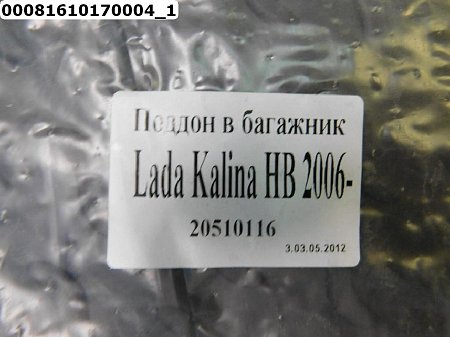 00081610170004_1
Поддон в багажник
Lada Kalina HB 2006-
20510116
3.03.05.2012